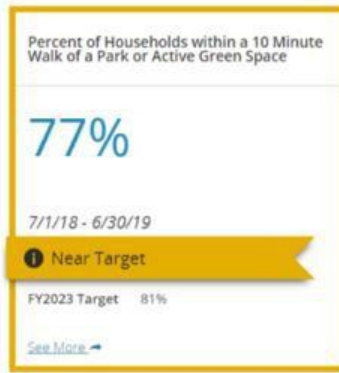 Percent of Households within a 10 Minute
Walk of a Park or Active Green Space
77%
7/1/18 - 6/30/19
Near Target
FY2023 Target 81%
See More